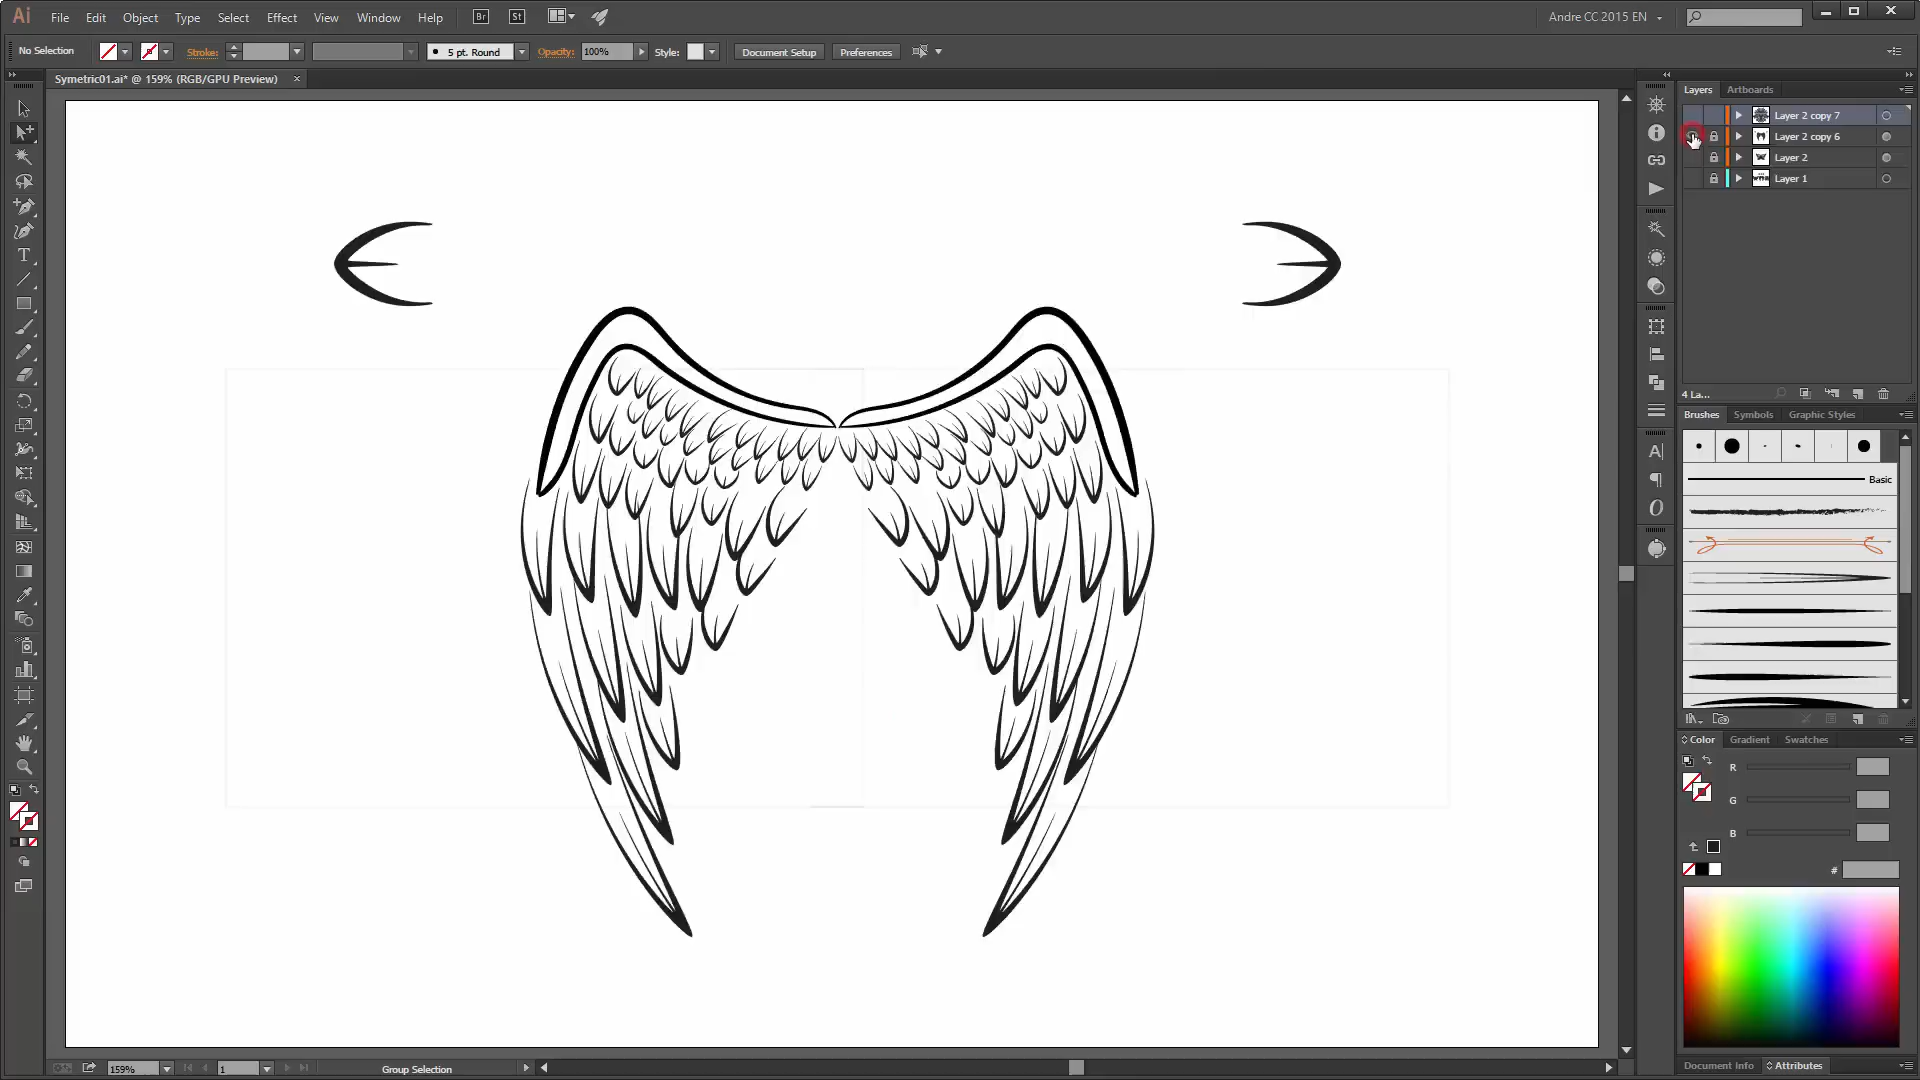 Ai File Edit Object Type Select Effect View Window Help Br St Andre CC 2015 EN
No Selection Stroke: 5 pt. Round Opacity: 100% Style: Document Setup Preferences
Symetric01.ai* @ 159% (RGB/GPU Preview)
Layers Artboards
Layer 2 copy 7
Layer 2 copy 6
Layer 2
Layer 1
4 La...
Brushes Symbols Graphic Styles
Basic
Color Gradient Swatches
R
G
B
#
Document Info Attributes
159% 1 Group Selection